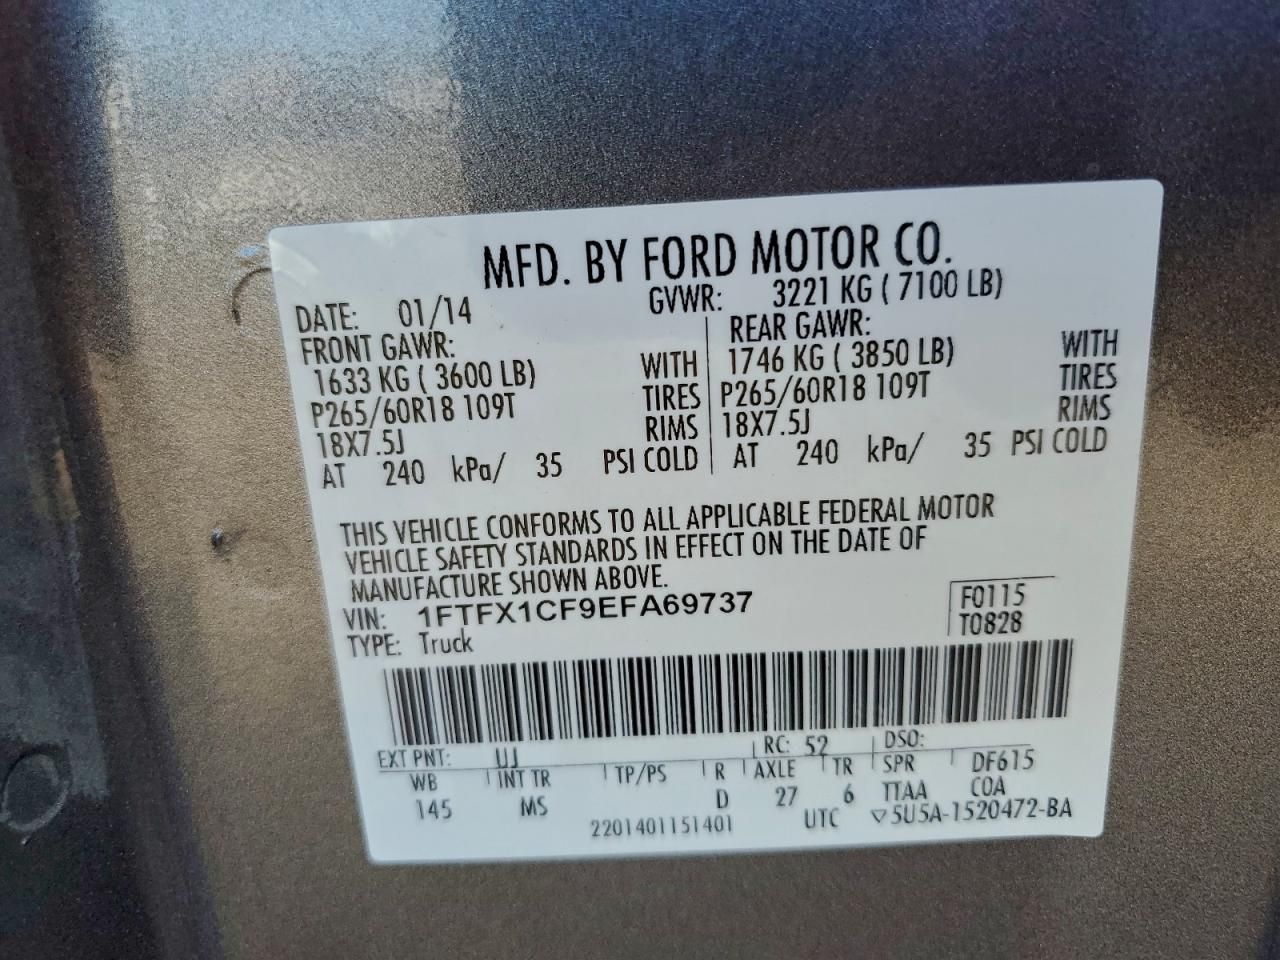 MFD. BY FORD MOTOR CO.
DATE: 01/14 GVWR: 3221 KG ( 7100 LB)
FRONT GAWR: REAR GAWR:
1633 KG ( 3600 LB) WITH 1746 KG ( 3850 LB) WITH
P265/60R18 109T TIRES P265/60R18 109T TIRES
18X7.5J RIMS 18X7.5J RIMS
AT 240 kPa/ 35 PSI COLD AT 240 kPa/ 35 PSI COLD
THIS VEHICLE CONFORMS TO ALL APPLICABLE FEDERAL MOTOR
VEHICLE SAFETY STANDARDS IN EFFECT ON THE DATE OF
MANUFACTURE SHOWN ABOVE.
VIN: 1FTFX1CF9EFA69737 F0115
TYPE: Truck T0828
EXT PNT: UJ RC: 52 DSO:
WB INT TR TP/PS R AXLE TR SPR DF615
145 MS D 27 6 TTAA COA
2201401151401 UTC ▽5U5A-1520472-BA